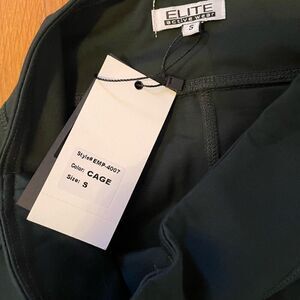 ELITE
ACTIVE WEAR
S
Style#EMP-4007
Color: CAGE
Size: S